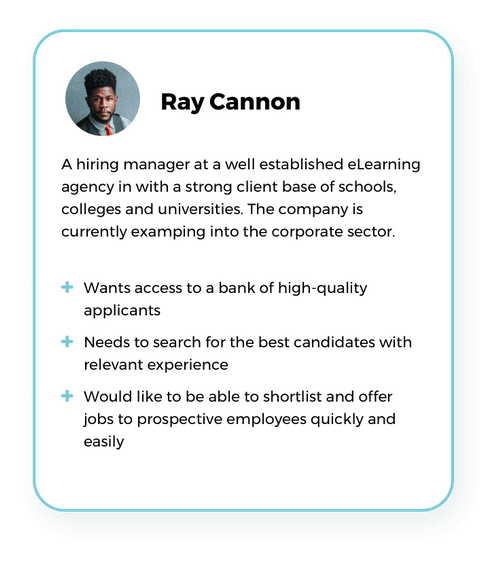 Ray Cannon
A hiring manager at a well established eLearning
agency in with a strong client base of schools,
colleges and universities. The company is
currently examping into the corporate sector.
Wants access to a bank of high-quality
applicants
Needs to search for the best candidates with
relevant experience
Would like to be able to shortlist and offer
jobs to prospective employees quickly and
easily